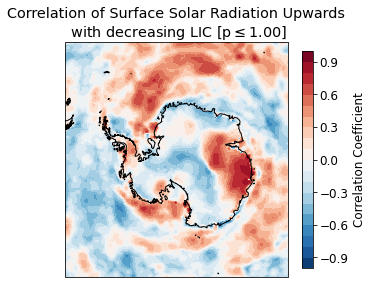 Correlation of Surface Solar Radiation Upwards
with decreasing LIC [p ≤ 1.00]
0.9
0.6
0.3
0.0
−0.3
−0.6
−0.9
Correlation Coefficient